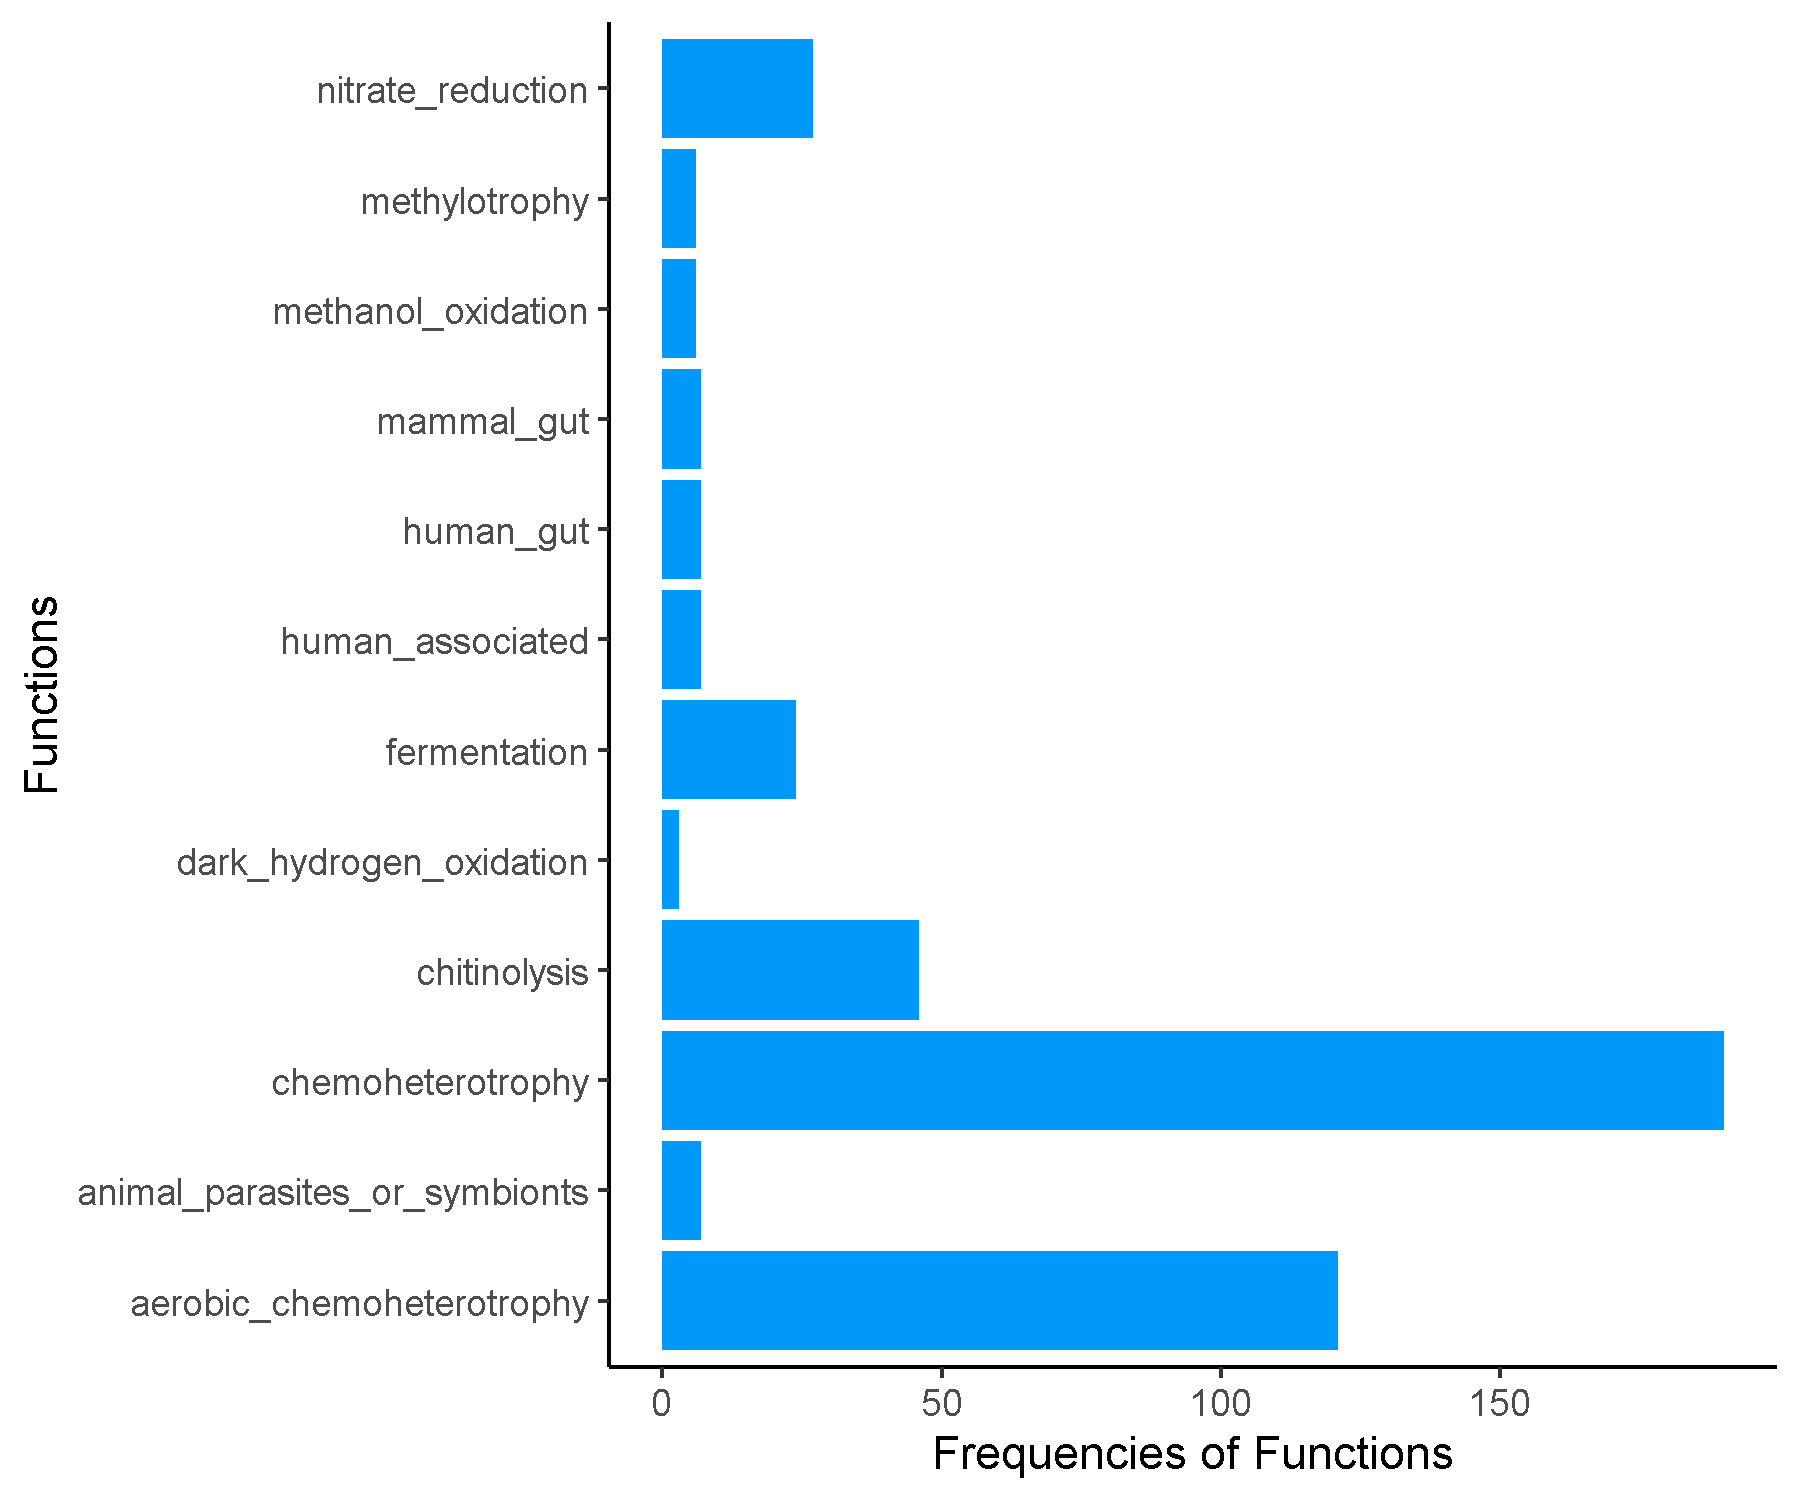 nitrate_reduction
methylotrophy
methanol_oxidation
mammal_gut
human_gut
human_associated
fermentation
dark_hydrogen_oxidation
chitinolysis
chemoheterotrophy
animal_parasites_or_symbionts
aerobic_chemoheterotrophy
Functions
0 50 100 150
Frequencies of Functions